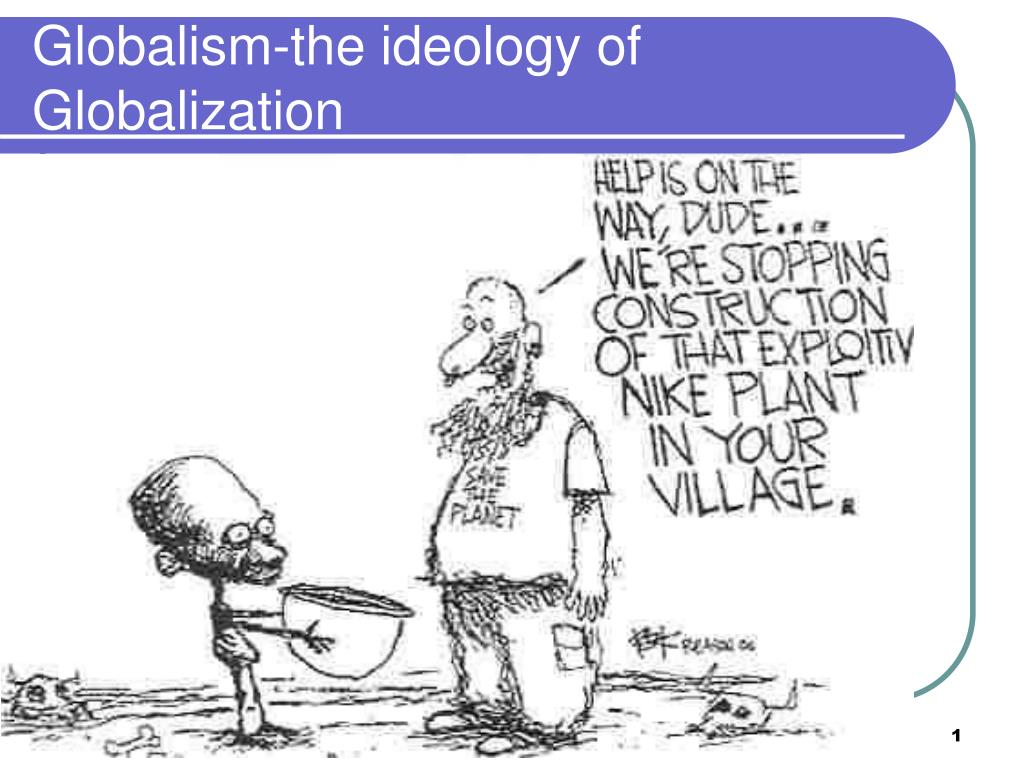 Globalism-the ideology of
Globalization
HELP IS ON THE
WAY, DUDE....
WE'RE STOPPING
CONSTRUCTION
OF THAT EXPLOITIV
NIKE PLANT
IN YOUR
VILLAGE.
SAVE
THE
PLANET
REASON
1